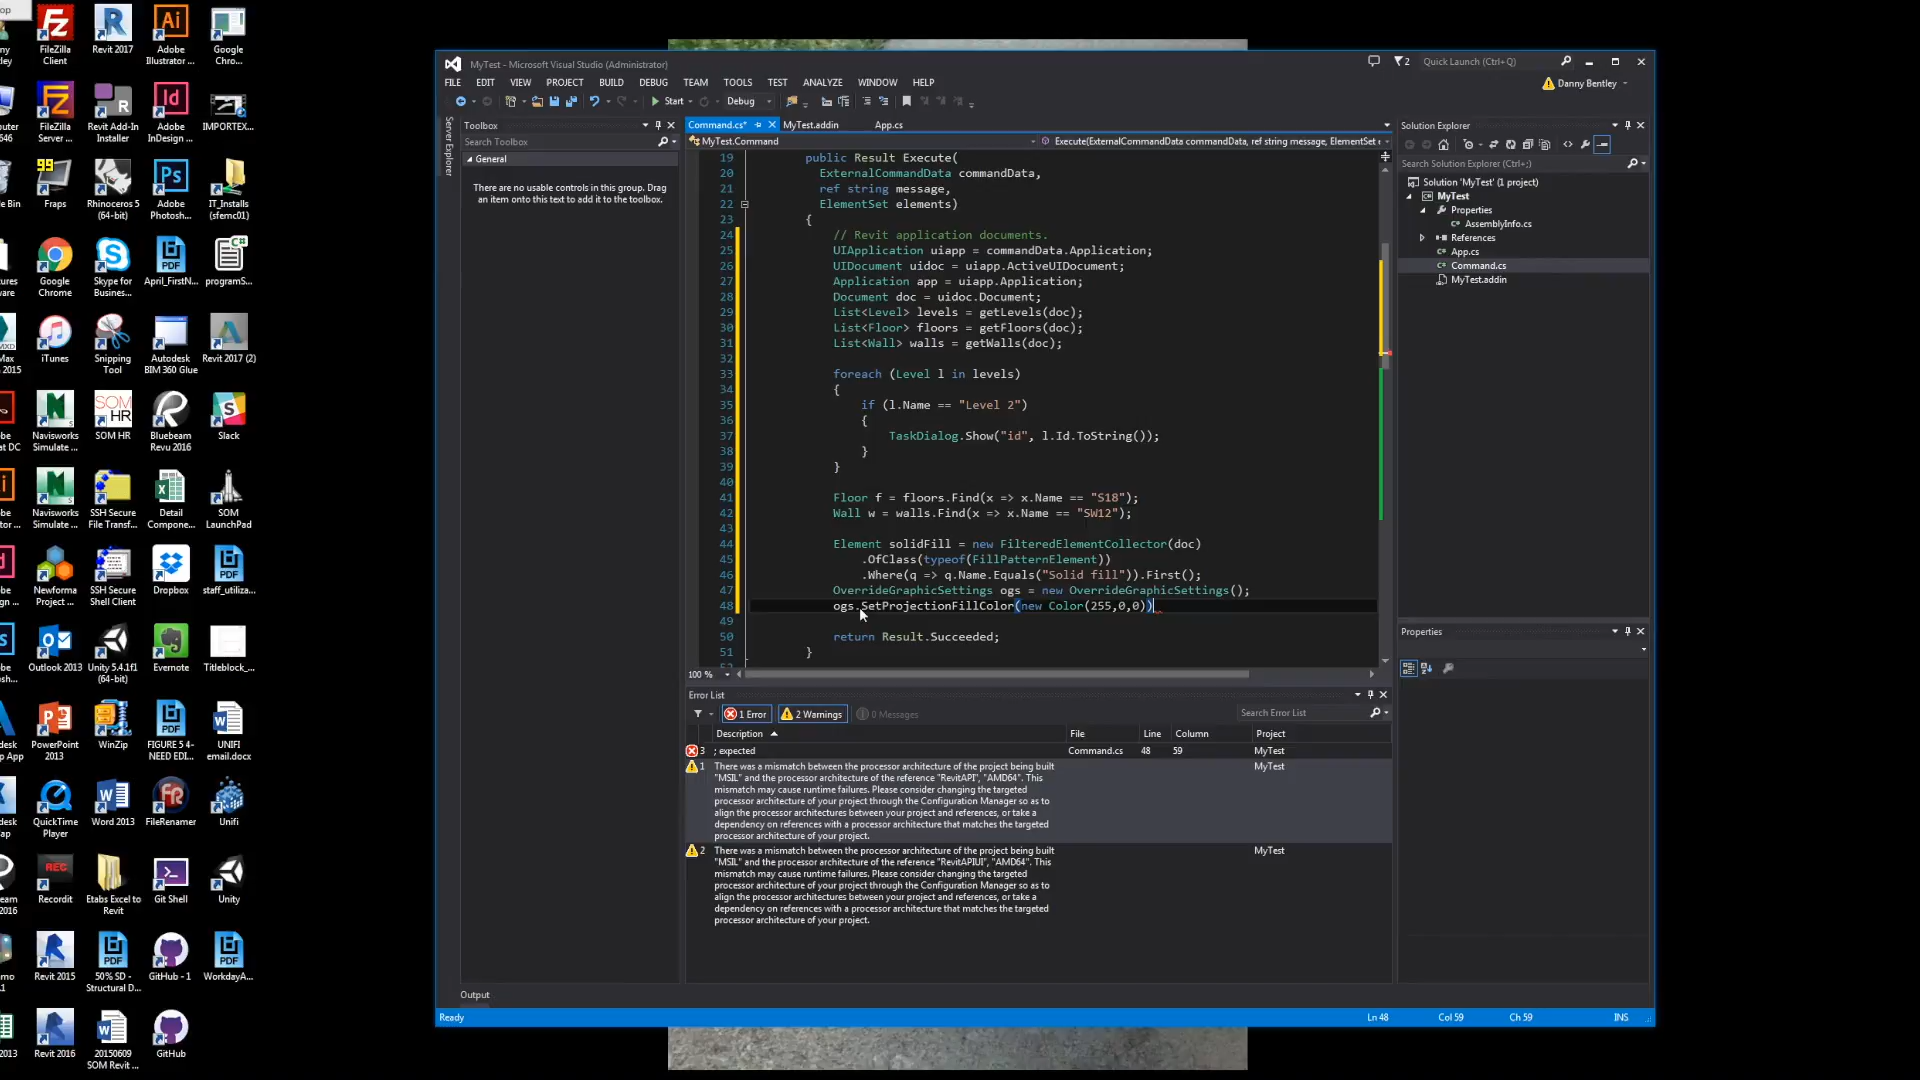 op
FileZilla Client
Revit 2017
Adobe Illustrator ...
Google Chro...
FileZilla Server ...
Revit Add-In Installer
Adobe InDesign ...
IMPORTEX...
99
Fraps
Rhinoceros 5 (64-bit)
Adobe Photosh...
IT_Installs (sfemc01)
Google Chrome
Skype for Busines...
April_FirstN...
programS...
iTunes
Snipping Tool
Autodesk BIM 360 Glue
Revit 2017 (2)
Navisworks Simulate ...
SOM HR
Bluebeam Revu 2016
Slack
Navisworks Simulate ...
SSH Secure File Transf...
Detail Compone...
SOM LaunchPad
Newforma Project ...
SSH Secure Shell Client
Dropbox
staff_utiliza...
Outlook 2013
Unity 5.4.1f1 (64-bit)
Evernote
Titleblock_...
PowerPoint 2013
WinZip
FIGURE 5 4- NEED EDI...
UNIFI email.docx
QuickTime Player
Word 2013
FileRenamer
Unifi
REC
Recordit
Etabs Excel to Revit
Git Shell
Unity
Revit 2015
50% SD - Structural D...
GitHub - 1
WorkdayA...
Revit 2016
20150609 SOM Revit ...
GitHub
MyTest - Microsoft Visual Studio (Administrator)
2 Quick Launch (Ctrl+Q)
FILE EDIT VIEW PROJECT BUILD DEBUG TEAM TOOLS TEST ANALYZE WINDOW HELP
Danny Bentley
Start Debug
Server Explorer
Toolbox
Search Toolbox
General
There are no usable controls in this group. Drag
an item onto this text to add it to the toolbox.
Command.cs* MyTest.addin App.cs
MyTest.Command Execute(ExternalCommandData commandData, ref string message, ElementSet e
19 public Result Execute(
20 ExternalCommandData commandData,
21 ref string message,
22 ElementSet elements)
23 {
24 // Revit application documents.
25 UIApplication uiapp = commandData.Application;
26 UIDocument uidoc = uiapp.ActiveUIDocument;
27 Application app = uiapp.Application;
28 Document doc = uidoc.Document;
29 List<Level> levels = getLevels(doc);
30 List<Floor> floors = getFloors(doc);
31 List<Wall> walls = getWalls(doc);
32
33 foreach (Level l in levels)
34 {
35 if (l.Name == "Level 2")
36 {
37 TaskDialog.Show("id", l.Id.ToString());
38 }
39 }
40
41 Floor f = floors.Find(x => x.Name == "S18");
42 Wall w = walls.Find(x => x.Name == "SW12");
43
44 Element solidFill = new FilteredElementCollector(doc)
45 .OfClass(typeof(FillPatternElement))
46 .Where(q => q.Name.Equals("Solid fill")).First();
47 OverrideGraphicSettings ogs = new OverrideGraphicSettings();
48 ogs.SetProjectionFillColor(new Color(255,0,0))
49
50 return Result.Succeeded;
51 }
52
100 %
Error List
1 Error 2 Warnings 0 Messages Search Error List
Description File Line Column Project
3 ; expected Command.cs 48 59 MyTest
1 There was a mismatch between the processor architecture of the project being built MyTest
"MSIL" and the processor architecture of the reference "RevitAPI", "AMD64". This
mismatch may cause runtime failures. Please consider changing the targeted
processor architecture of your project through the Configuration Manager so as to
align the processor architectures between your project and references, or take a
dependency on references with a processor architecture that matches the targeted
processor architecture of your project.
2 There was a mismatch between the processor architecture of the project being built MyTest
"MSIL" and the processor architecture of the reference "RevitAPIUI", "AMD64". This
mismatch may cause runtime failures. Please consider changing the targeted
processor architecture of your project through the Configuration Manager so as to
align the processor architectures between your project and references, or take a
dependency on references with a processor architecture that matches the targeted
processor architecture of your project.
Output
Ready Ln 48 Col 59 Ch 59 INS
Solution Explorer
Search Solution Explorer (Ctrl+;)
Solution 'MyTest' (1 project)
MyTest
Properties
AssemblyInfo.cs
References
App.cs
Command.cs
MyTest.addin
Properties